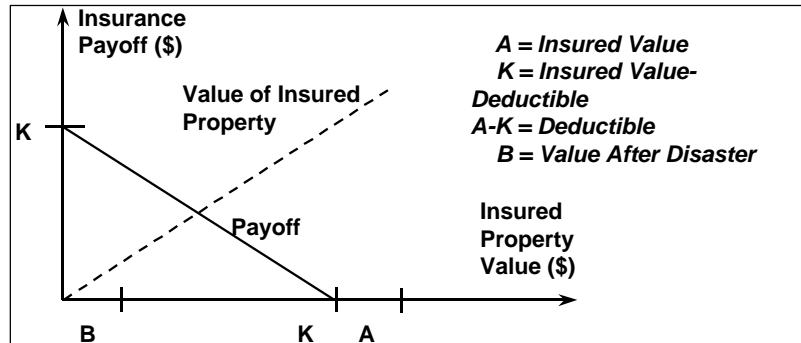 Insurance
Payoff ($)
A = Insured Value
K = Insured Value-
Deductible
A-K = Deductible
B = Value After Disaster
Value of Insured
Property
K
Payoff
Insured
Property
Value ($)
B K A